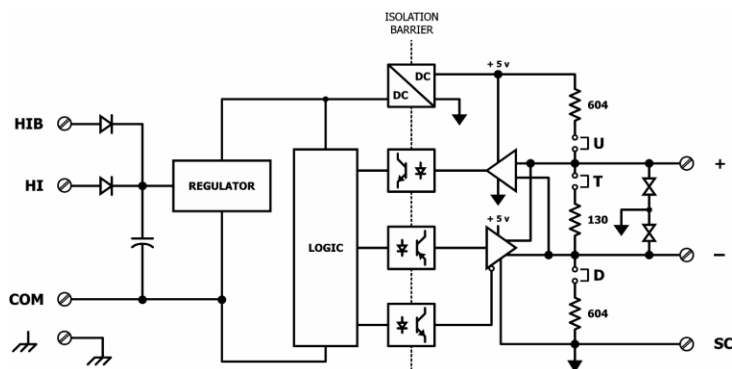 ISOLATION
BARRIER
+ 5 v
DC
DC
604
HIB
U
+
HI
REGULATOR
T
+ 5 v
130
LOGIC
−
D
COM
604
SC